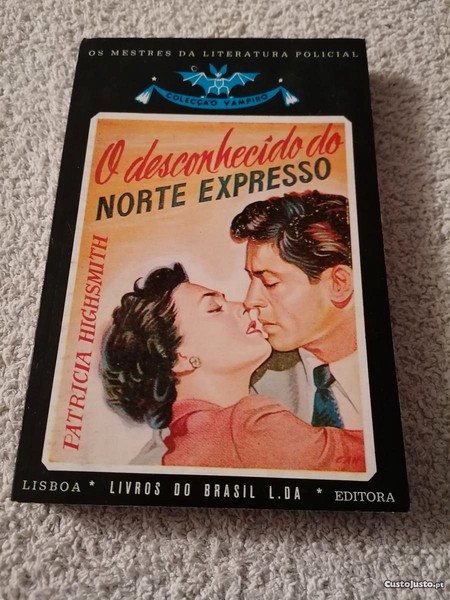 OS MESTRES DA LITERATURA POLICIAL
COLECÇÃO VAMPIRO
O desconhecido do
NORTE EXPRESSO
PATRICIA HIGHSMITH
LISBOA * LIVROS DO BRASIL L.DA * EDITORA
CustoJusto.pt